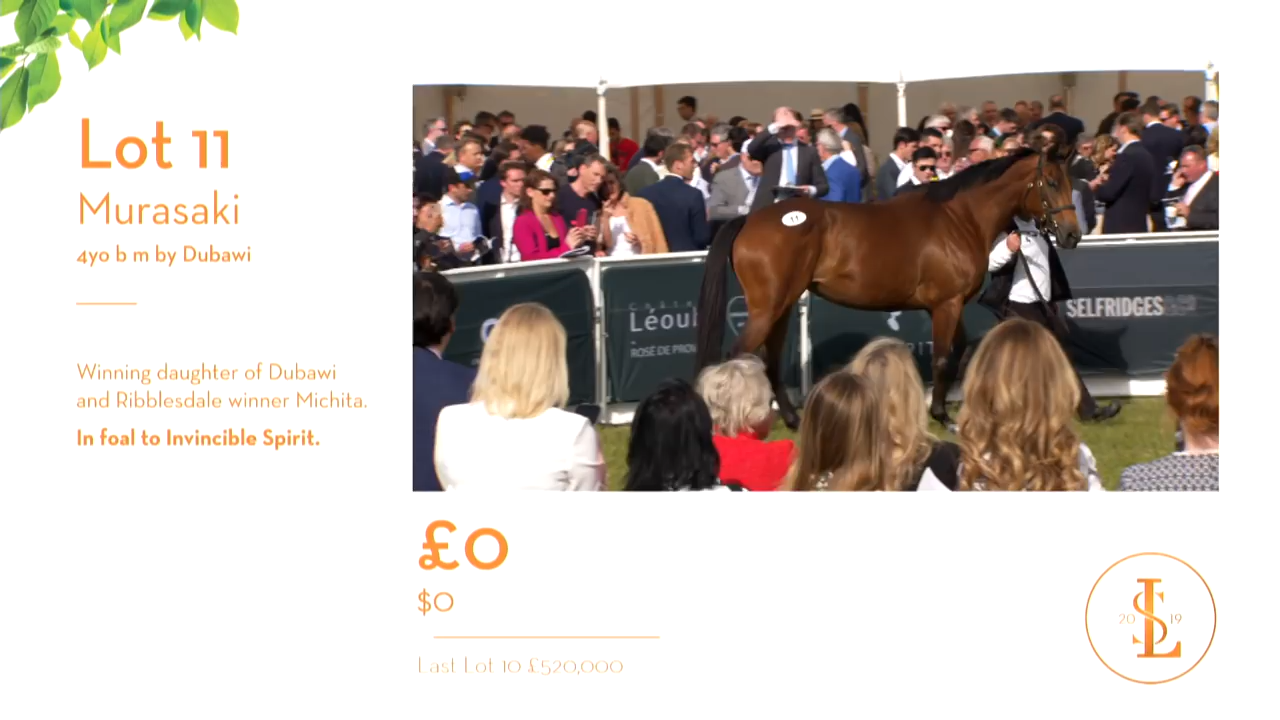 Lot 11
Murasaki
4yo b m by Dubawi
Winning daughter of Dubawi
and Ribblesdale winner Michita.
In foal to Invincible Spirit.
11
Léoub
ROSÉ DE PROV
SELFRIDGES
£0
$0
Last Lot 10 £520,000
20 SL 19